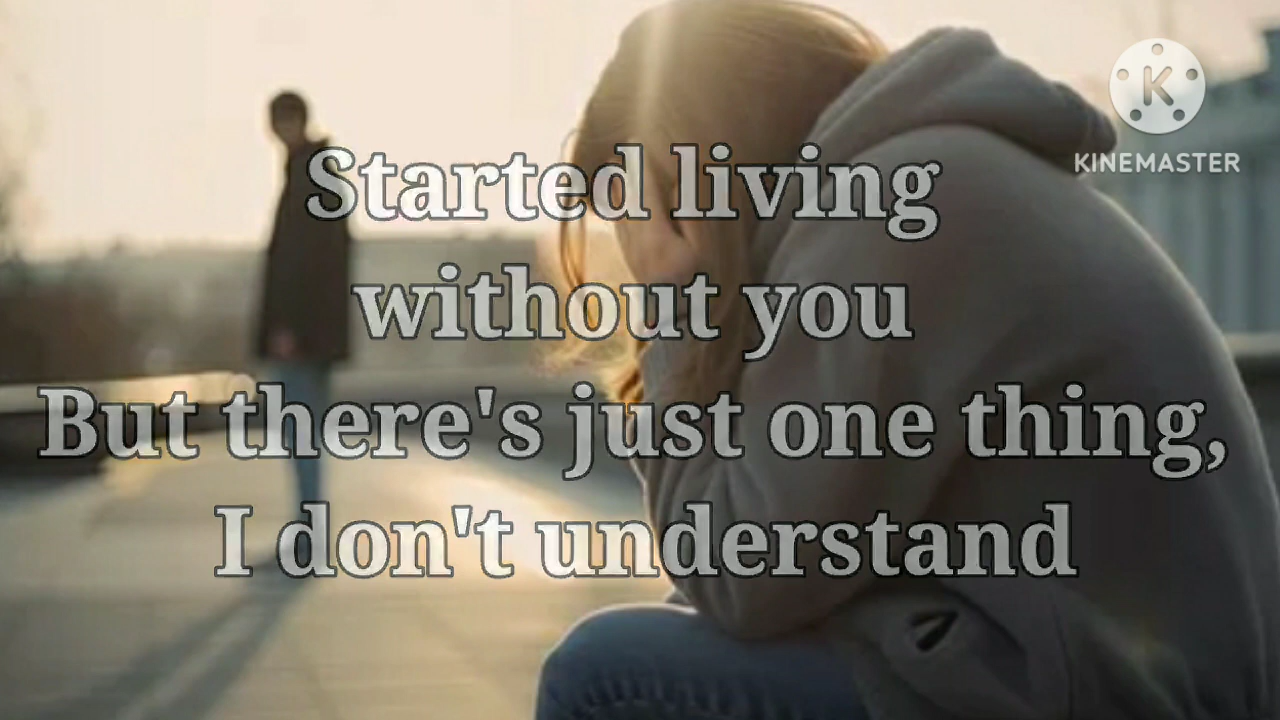 Started living
without you
But there's just one thing,
I don't understand
K
KINEMASTER